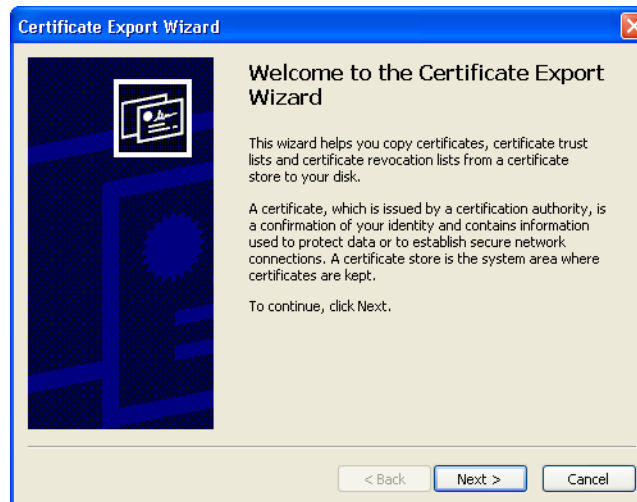 Certificate Export Wizard
Welcome to the Certificate Export
Wizard
This wizard helps you copy certificates, certificate trust
lists and certificate revocation lists from a certificate
store to your disk.
A certificate, which is issued by a certification authority, is
a confirmation of your identity and contains information
used to protect data or to establish secure network
connections. A certificate store is the system area where
certificates are kept.
To continue, click Next.
< Back Next > Cancel